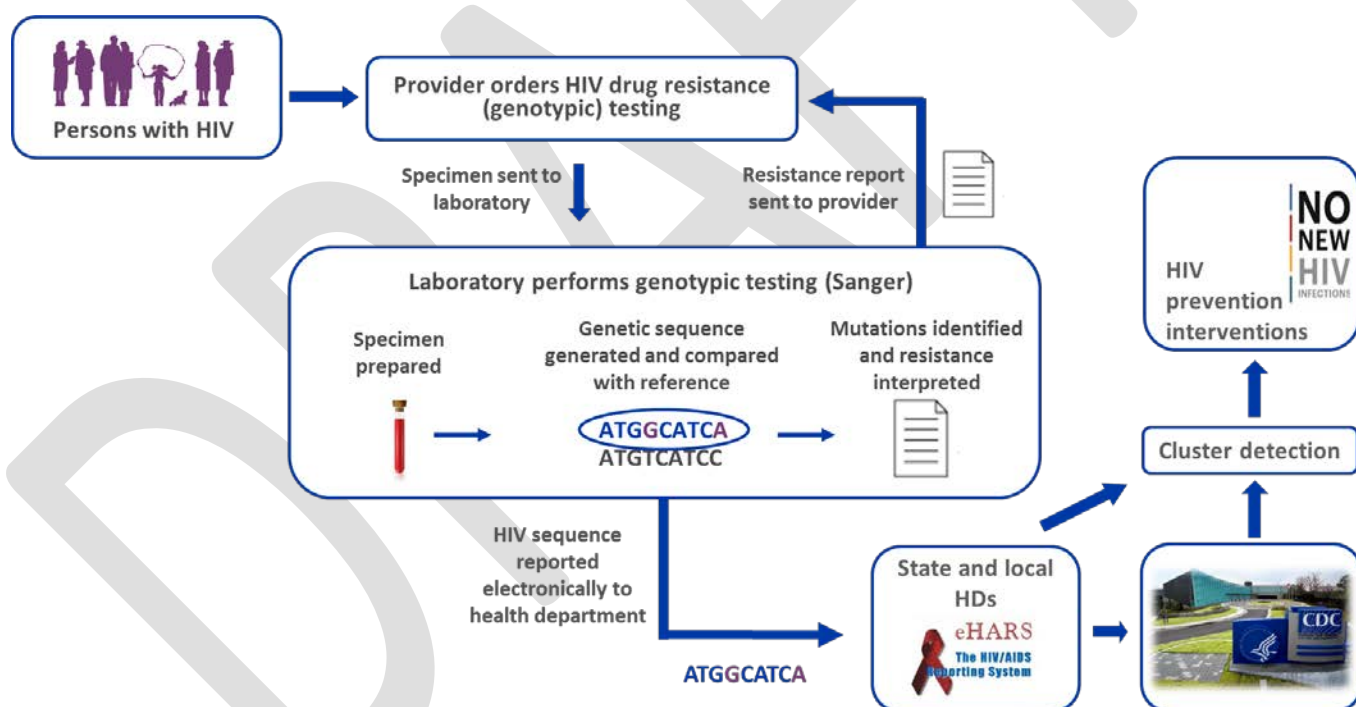 Persons with HIV
Provider orders HIV drug resistance
(genotypic) testing
Specimen sent to
laboratory
Resistance report
sent to provider
Laboratory performs genotypic testing (Sanger)
Specimen
prepared
Genetic sequence
generated and compared
with reference
ATGGCATCA
ATGTCATCC
Mutations identified
and resistance
interpreted
HIV sequence
reported
electronically to
health department
ATGGCATCA
State and local
HDs
eHARS
The HIV/AIDS
Reporting System
CDC
Cluster detection
HIV
prevention
interventions
NO
NEW
HIV
INFECTIONS
DRAFT